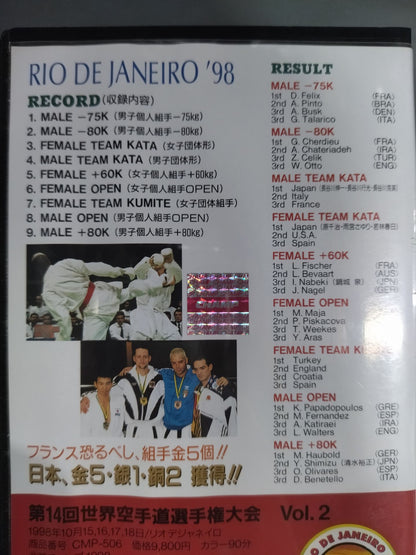 RIO DE JANEIRO '98
RECORD(収録内容)
1. MALE −75K (男子個人組手−75kg)
2. MALE −80K (男子個人組手−80kg)
3. FEMALE TEAM KATA (女子団体形)
4. MALE TEAM KATA (男子団体形)
5. FEMALE +60K (女子個人組手+60kg)
6. FEMALE OPEN (女子個人組手OPEN)
7. FEMALE TEAM KUMITE (女子団体組手)
8. MALE OPEN (男子個人組手OPEN)
9. MALE +80K (男子個人組手+80kg)
フランス恐るべし、組手金5個!!
日本、金5・銀1・銅2 獲得!!
RESULT
MALE −75K
1st D. Felix (FRA)
2nd A. Pinto (BRA)
3rd A. Busk (DEN)
3rd G. Talarico (ITA)
MALE −80K
1st G. Cherdieu (FRA)
2nd A. Chateriadeh (IRA)
3rd Z. Celik (TUR)
3rd W. Otto (ENG)
MALE TEAM KATA
1st Japan
2nd Italy
3rd France
FEMALE TEAM KATA
1st Japan
2nd U.S.A.
3rd Spain
FEMALE +60K
1st L. Fischer (FRA)
2nd L. Bevaart (AUS)
3rd I. Nabeki (JPN)
3rd J. Nagel (GER)
FEMALE OPEN
1st M. Maja
2nd P. Piskacova
3rd T. Weekes
3rd Y. Aras
FEMALE TEAM K
1st Turkey
2nd England
3rd Croatia
3rd Spain
MALE OPEN
1st K. Papadopoulos (GRE)
2nd M. Fernandez (ESP)
3rd A. Katiraei (IRA)
3rd L. Walters (ENG)
MALE +80K
1st M. Haubold (GER)
2nd Y. Shimizu (清水裕正) (JPN)
3rd O. Olivares (ESP)
3rd D. Benetello (ITA)
第14回世界空手道選手権大会 Vol. 2
1998年10月15,16,17,18日/リオデジャネイロ
商品番号 CMP-506 価格9,800円 カラー90分
DE JANEIRO